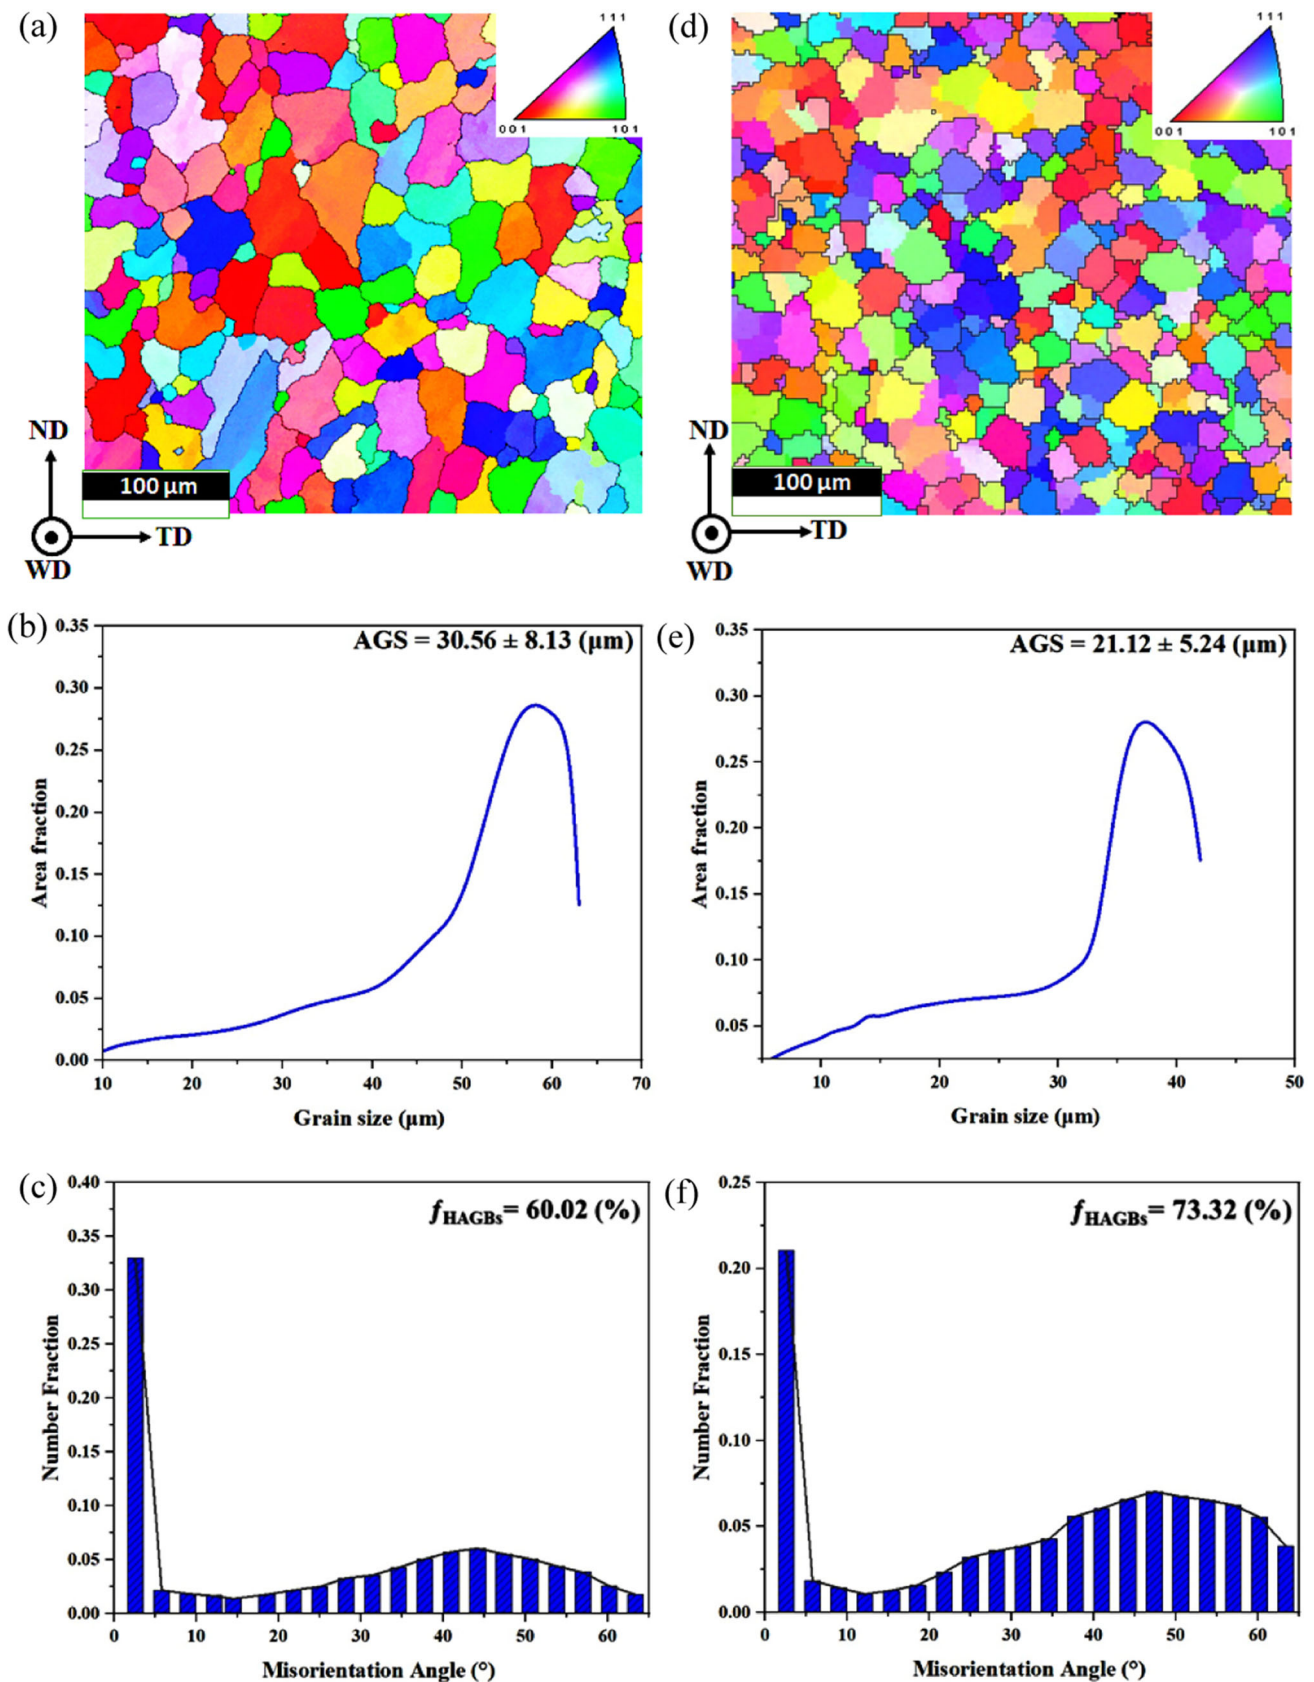 (a)
111
001
101
ND
100 µm
TD
WD
(d)
111
001
101
ND
100 µm
TD
WD
(b)
AGS = 30.56 ± 8.13 (µm)
0.35
0.30
0.25
0.20
0.15
0.10
0.05
0.00
Area fraction
10 20 30 40 50 60 70
Grain size (µm)
(e)
AGS = 21.12 ± 5.24 (µm)
0.35
0.30
0.25
0.20
0.15
0.10
0.05
Area fraction
10 20 30 40 50
Grain size (µm)
(c)
fHAGBs= 60.02 (%)
0.40
0.35
0.30
0.25
0.20
0.15
0.10
0.05
0.00
Number Fraction
0 10 20 30 40 50 60
Misorientation Angle (°)
(f)
fHAGBs= 73.32 (%)
0.25
0.20
0.15
0.10
0.05
0.00
Number Fraction
0 10 20 30 40 50 60
Misorientation Angle (°)